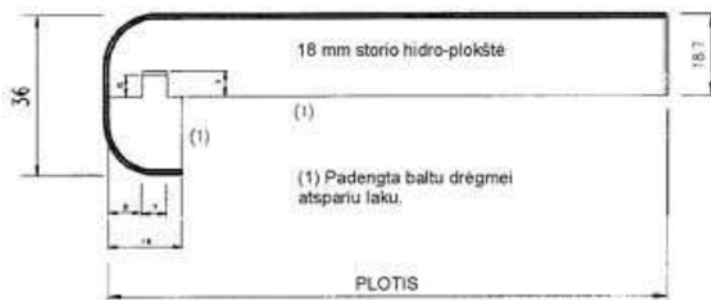 18 mm storio hidro-plokštė
18.7
36
(1)
(1)
(1) Padengta baltu drėgmei
atspariu laku.
PLOTIS